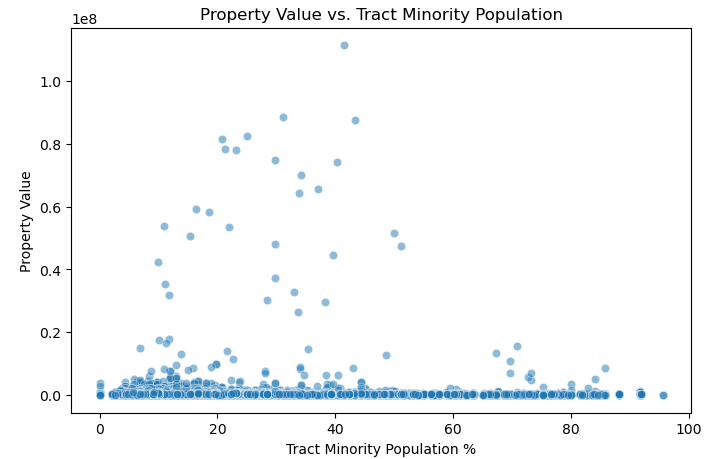 Property Value vs. Tract Minority Population
1e8
1.0
0.8
0.6
0.4
0.2
0.0
Property Value
0 20 40 60 80 100
Tract Minority Population %